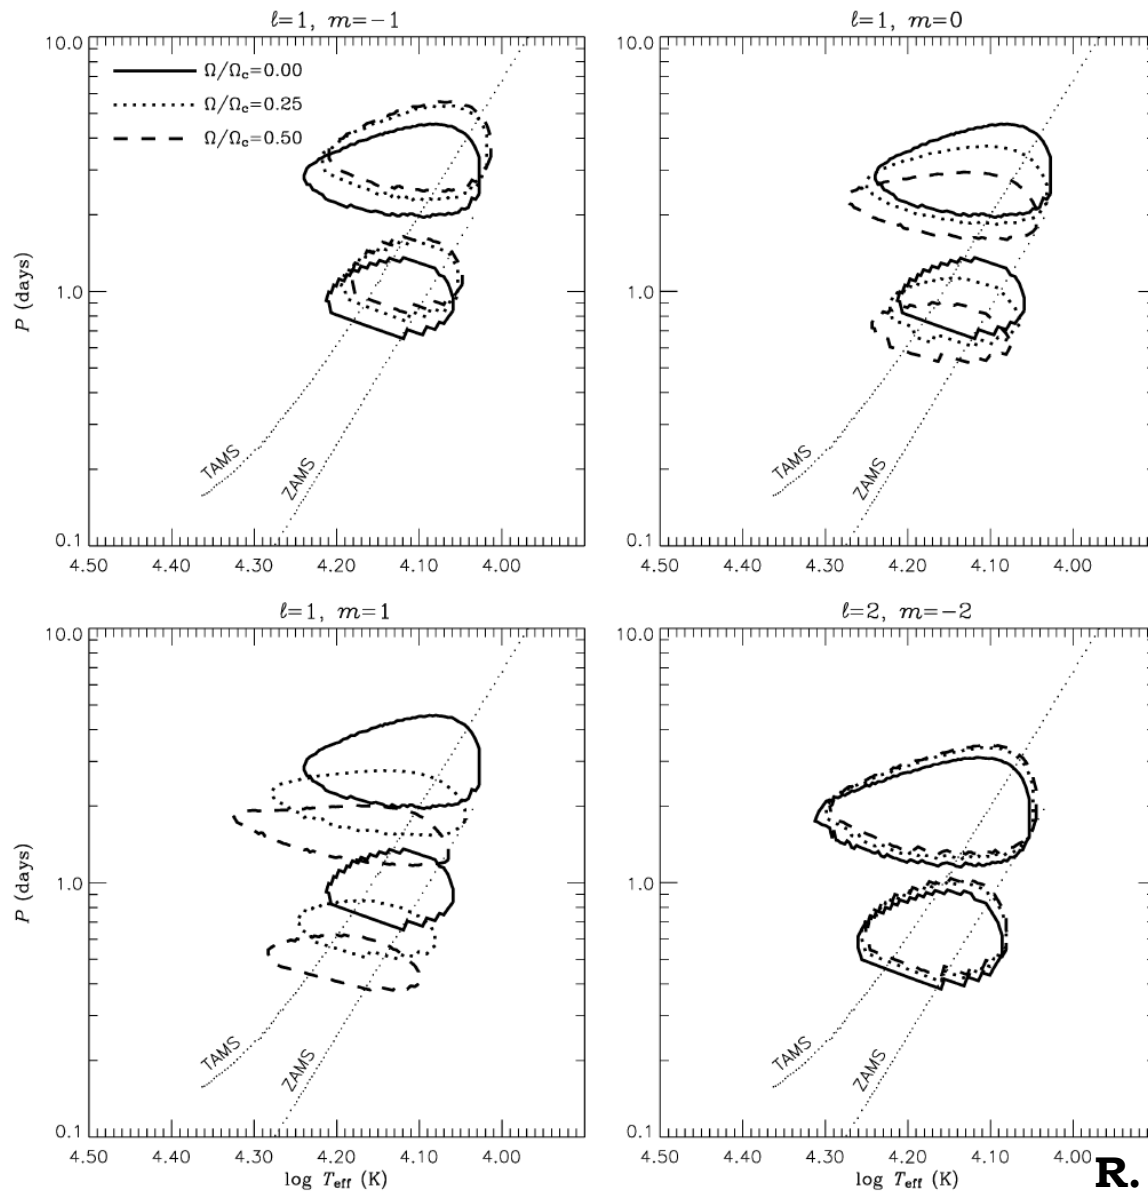 ℓ=1, m=−1
10.0
Ω/Ωc=0.00
Ω/Ωc=0.25
Ω/Ωc=0.50
P (days)
1.0
TAMS
ZAMS
0.1
4.50 4.40 4.30 4.20 4.10 4.00
ℓ=1, m=0
10.0
1.0
TAMS
ZAMS
0.1
4.50 4.40 4.30 4.20 4.10 4.00
ℓ=1, m=1
10.0
P (days)
1.0
TAMS
ZAMS
0.1
4.50 4.40 4.30 4.20 4.10 4.00
log Teff (K)
ℓ=2, m=−2
10.0
1.0
TAMS
ZAMS
0.1
4.50 4.40 4.30 4.20 4.10 4.00
log Teff (K)
R.